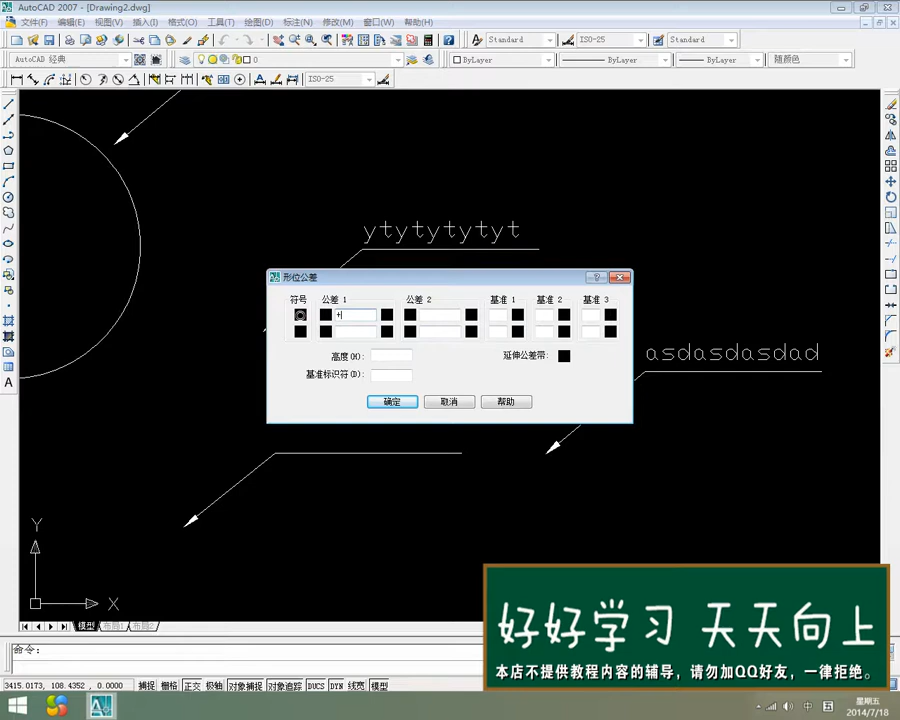 AutoCAD 2007 - [Drawing2.dwg]
文件(F) 编辑(E) 视图(V) 插入(I) 格式(O) 工具(T) 绘图(D) 标注(N) 修改(M) 窗口(W) 帮助(H)
Standard ISO-25 Standard
AutoCAD 经典 0 ByLayer ByLayer ByLayer 随颜色
ISO-25
ytytytytyt
形位公差
符号 公差 1 公差 2 基准 1 基准 2 基准 3
+
高度(H): 延伸公差带:
基准标识符(D):
确定 取消 帮助
asdasdasdad
A
Y
X
模型 布局1 布局2
命令:
3415.0173, 108.4352, 0.0000 捕捉 栅格 正交 极轴 对象捕捉 对象追踪 DUCS DYN 线宽 模型
好好学习 天天向上
本店不提供教程内容的辅导，请勿加QQ好友，一律拒绝。
中
星期五
2014/7/18